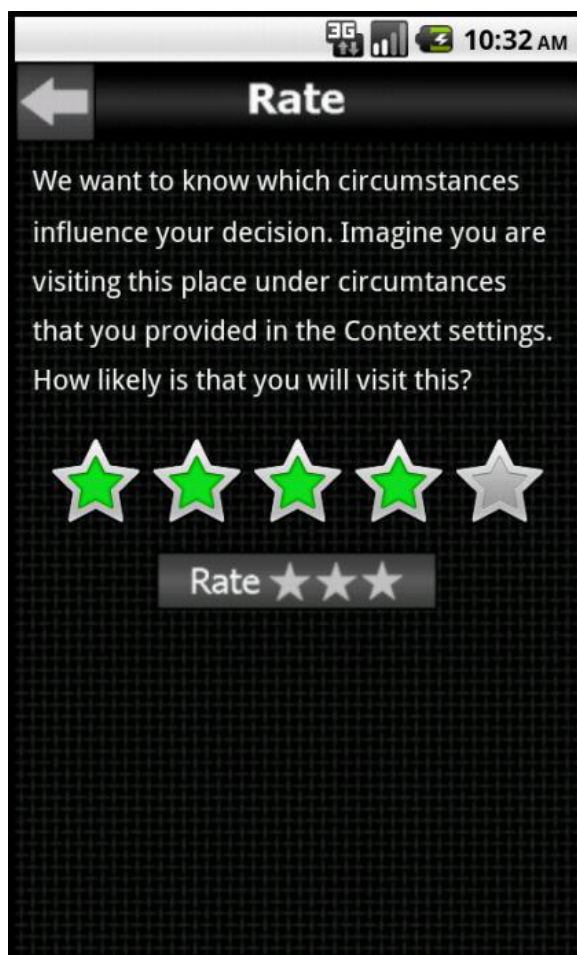 3G 10:32 AM
Rate
We want to know which circumstances
influence your decision. Imagine you are
visiting this place under circumtances
that you provided in the Context settings.
How likely is that you will visit this?
Rate